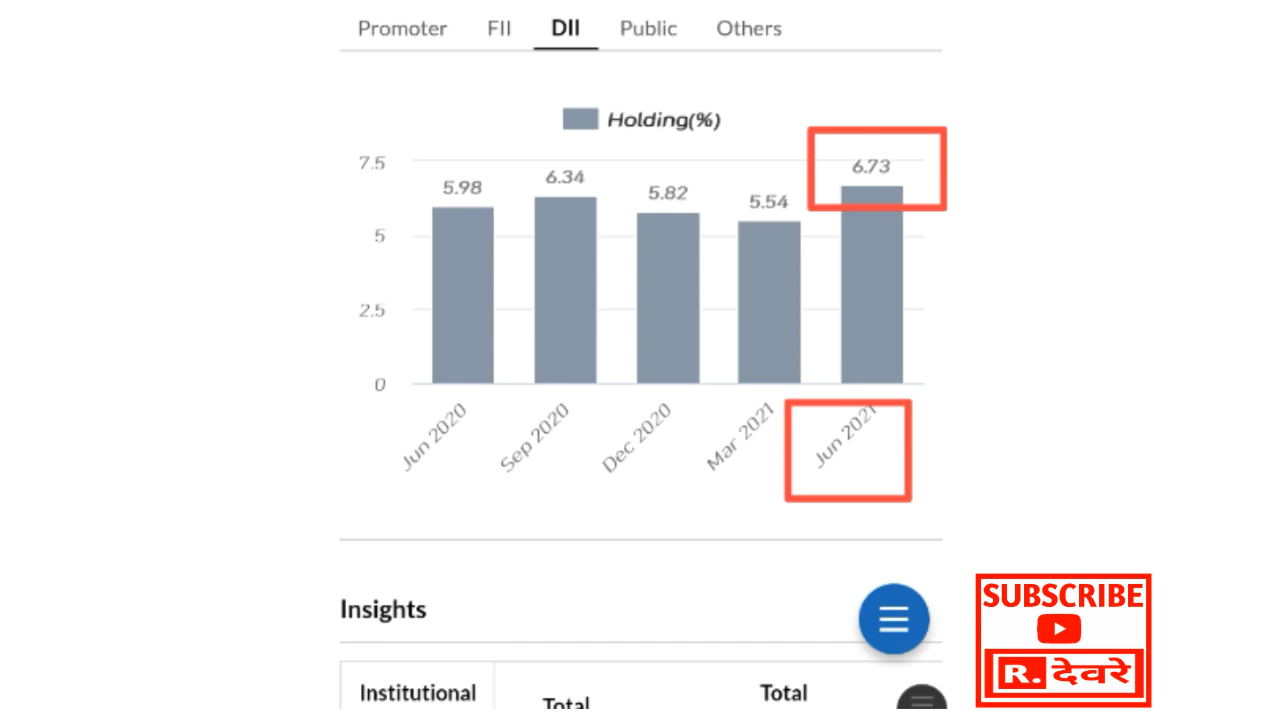 Promoter FII DII Public Others
Holding(%)
7.5
5
2.5
0
5.98 6.34 5.82 5.54 6.73
Jun 2020 Sep 2020 Dec 2020 Mar 2021 Jun 2021
Insights
Institutional Total Total
SUBSCRIBE
R. देवरे